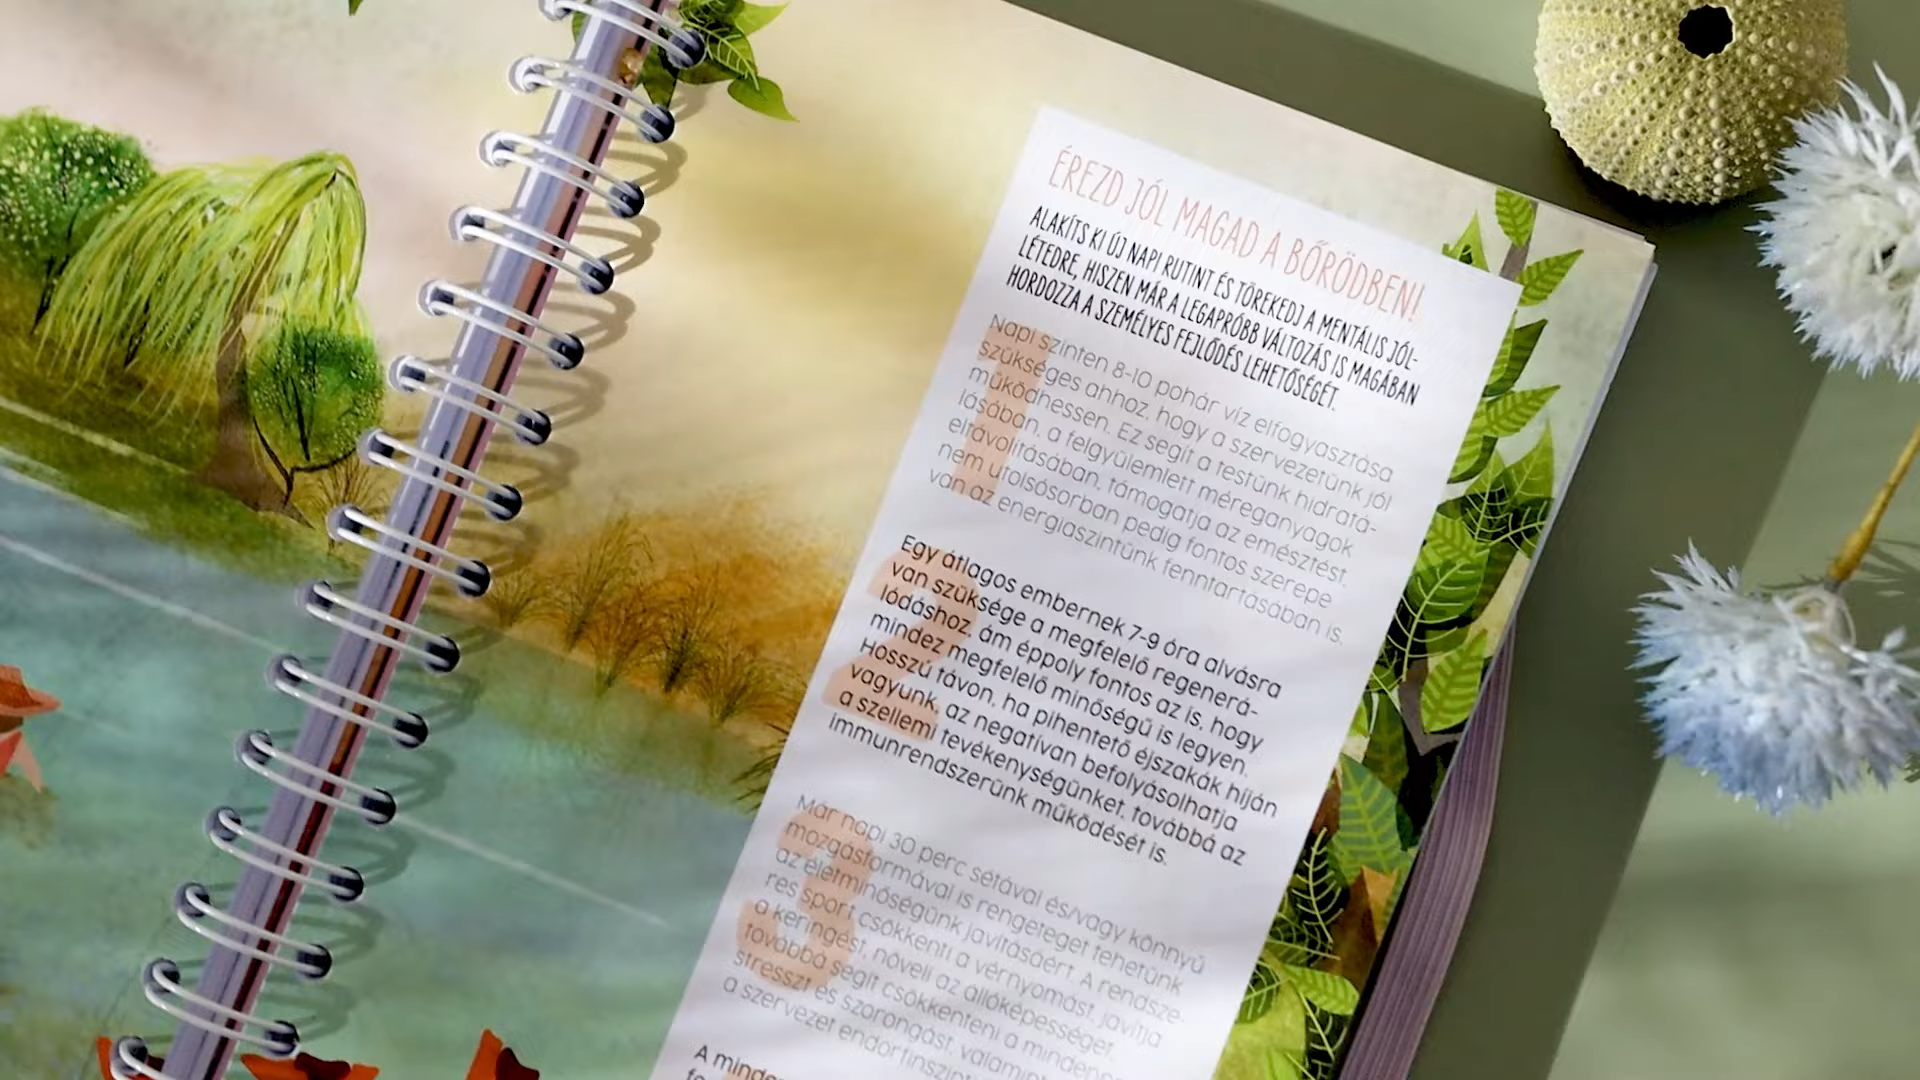 ÉREZD JÓL MAGAD A BŐRÖDBEN!
ALAKÍTS KI ÚJ NAPI RUTINT ÉS TÖREKEDJ A MENTÁLIS JÓL-
LÉTEDRE, HISZEN MÁR A LEGAPRÓBB VÁLTOZÁS IS MAGÁBAN
HORDOZZA A SZEMÉLYES FEJLŐDÉS LEHETŐSÉGÉT.
1
Napi szinten 8-10 pohár víz elfogyasztása
szükséges ahhoz, hogy a szervezetünk jól
működhessen. Ez segít a testünk hidratá-
lásában, a felgyülemlett méreganyagok
eltávolításában, támogatja az emésztést,
nem utolsósorban pedig fontos szerepe
van az energiaszintünk fenntartásában is.
2
Egy átlagos embernek 7-9 óra alvásra
van szüksége a megfelelő regenerá-
lódáshoz, ám éppoly fontos az is, hogy
mindez megfelelő minőségű is legyen.
Hosszú távon, ha pihentető éjszakák híján
vagyunk, az negatívan befolyásolhatja
a szellemi tevékenységünket, továbbá az
immunrendszerünk működését is.
3
Már napi 30 perc sétával és/vagy könnyű
mozgásformával is rengeteget tehetünk
az életminőségünk javításáért. A rendsze-
res sport csökkenti a vérnyomást, javítja
a keringést, növeli az állóképességet,
továbbá segít csökkenteni a mindennapi
stresszt és szorongást, valamint
a szervezet endorfinszint
A minden